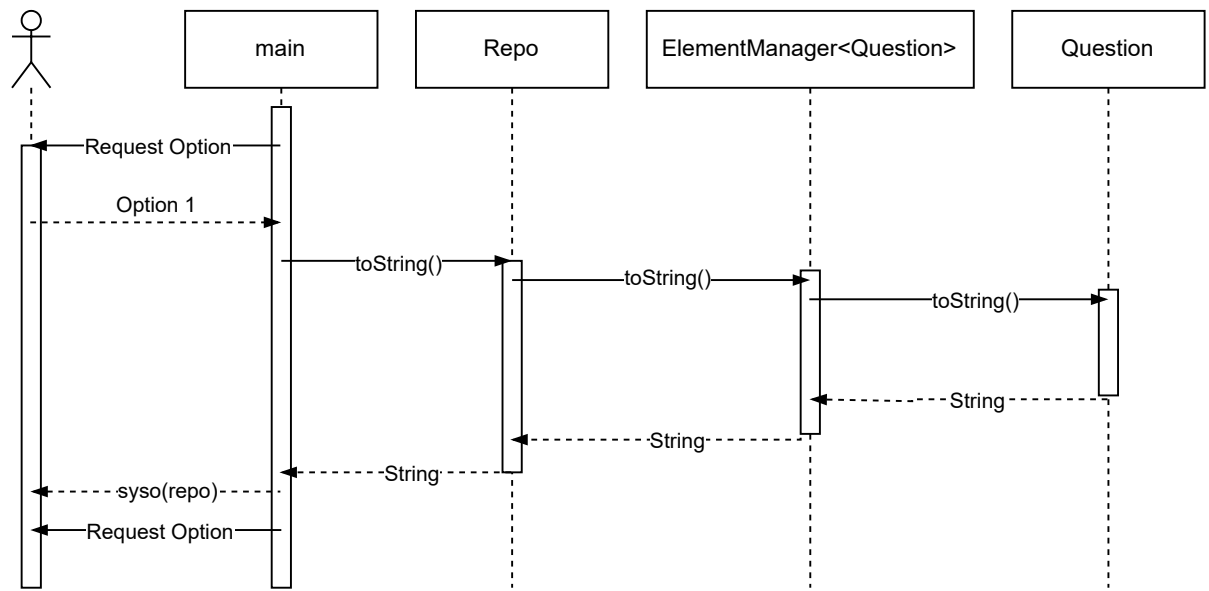 main
Repo
ElementManager<Question>
Question
Request Option
Option 1
toString()
toString()
toString()
String
String
String
syso(repo)
Request Option